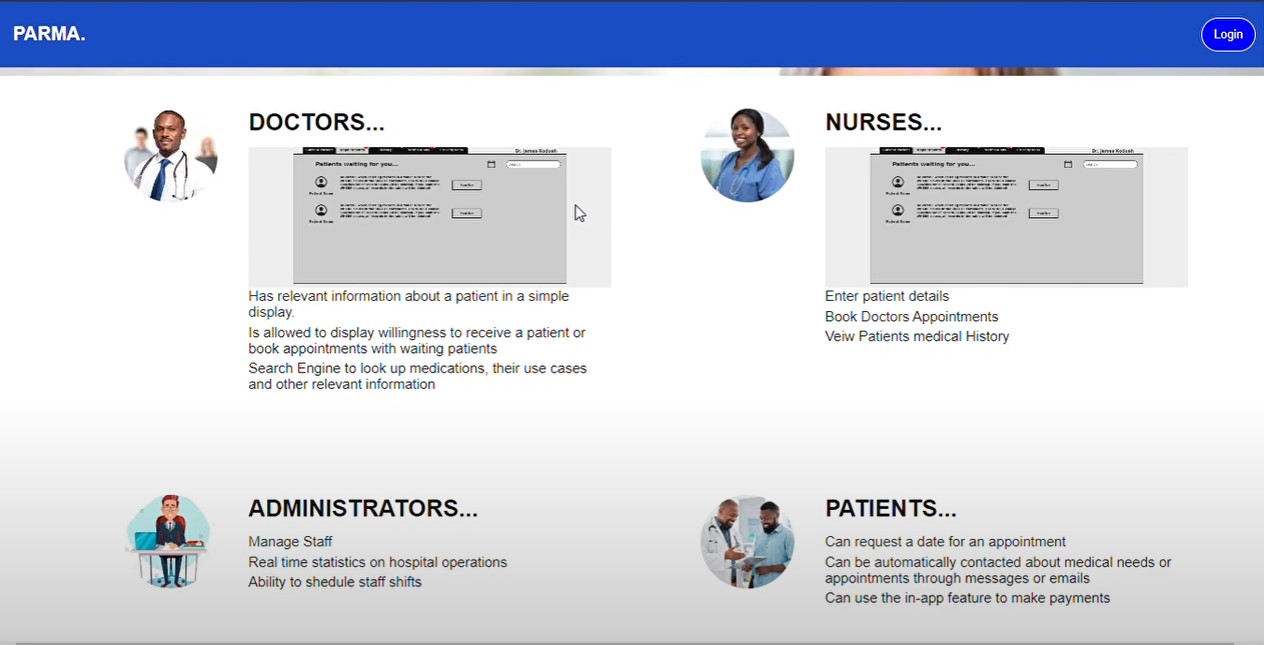 PARMA.
Login
DOCTORS...
Dr. James Kodush
Patients waiting for you...
Has relevant information about a patient in a simple
display.
Is allowed to display willingness to receive a patient or
book appointments with waiting patients
Search Engine to look up medications, their use cases
and other relevant information
NURSES...
Dr. James Kodush
Patients waiting for you...
Enter patient details
Book Doctors Appointments
Veiw Patients medical History
ADMINISTRATORS...
Manage Staff
Real time statistics on hospital operations
Ability to shedule staff shifts
PATIENTS...
Can request a date for an appointment
Can be automatically contacted about medical needs or
appointments through messages or emails
Can use the in-app feature to make payments